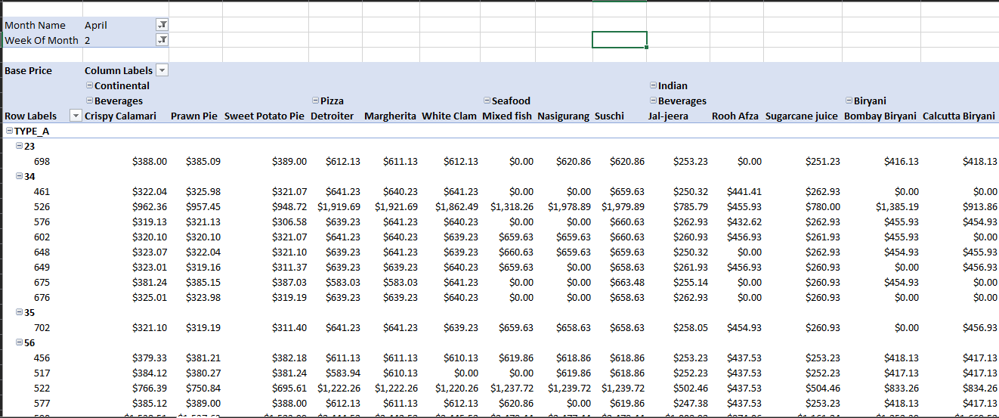 Month Name April
Week Of Month 2
Base Price Column Labels
Continental Indian
Beverages Pizza Seafood Beverages Biryani
Row Labels Crispy Calamari Prawn Pie Sweet Potato Pie Detroiter Margherita White Clam Mixed fish Nasigurang Suschi Jal-jeera Rooh Afza Sugarcane juice Bombay Biryani Calcutta Biryani
TYPE_A
23
698 $388.00 $385.09 $389.00 $612.13 $611.13 $612.13 $0.00 $620.86 $620.86 $253.23 $0.00 $251.23 $416.13 $418.13
34
461 $322.04 $325.98 $321.07 $641.23 $640.23 $641.23 $0.00 $0.00 $659.63 $250.32 $441.41 $262.93 $0.00 $0.00
526 $962.36 $957.45 $948.72 $1,919.69 $1,921.69 $1,862.49 $1,318.26 $1,978.89 $1,979.89 $785.79 $455.93 $780.00 $1,385.19 $913.86
576 $319.13 $321.13 $306.58 $639.23 $641.23 $640.23 $0.00 $0.00 $660.63 $262.93 $432.62 $262.93 $455.93 $454.93
602 $320.10 $320.10 $321.07 $641.23 $640.23 $639.23 $659.63 $659.63 $660.63 $260.93 $456.93 $261.93 $455.93 $0.00
648 $323.07 $322.04 $321.10 $639.23 $641.23 $639.23 $660.63 $659.63 $659.63 $250.32 $0.00 $262.93 $454.93 $455.93
649 $323.01 $319.16 $311.37 $639.23 $639.23 $640.23 $659.63 $0.00 $658.63 $261.93 $456.93 $260.93 $0.00 $456.93
675 $381.24 $385.15 $387.03 $583.03 $583.03 $641.23 $0.00 $0.00 $663.48 $255.14 $0.00 $260.93 $454.93 $0.00
676 $325.01 $323.98 $319.19 $639.23 $639.23 $640.23 $0.00 $0.00 $658.63 $262.93 $0.00 $260.93 $0.00 $0.00
35
702 $321.10 $319.19 $311.40 $641.23 $641.23 $639.23 $659.63 $658.63 $658.63 $258.05 $454.93 $260.93 $0.00 $456.93
56
456 $379.33 $381.21 $382.18 $611.13 $611.13 $610.13 $619.86 $618.86 $618.86 $253.23 $437.53 $253.23 $418.13 $417.13
517 $384.12 $380.27 $381.24 $583.94 $610.13 $0.00 $0.00 $619.86 $618.86 $252.23 $437.53 $252.23 $417.13 $417.13
522 $766.39 $750.84 $695.61 $1,222.26 $1,222.26 $1,220.26 $1,237.72 $1,239.72 $1,239.72 $502.46 $437.53 $504.46 $833.26 $834.26
577 $385.12 $389.00 $388.00 $612.13 $611.13 $612.13 $620.86 $0.00 $619.86 $247.38 $437.53 $253.23 $418.13 $417.13